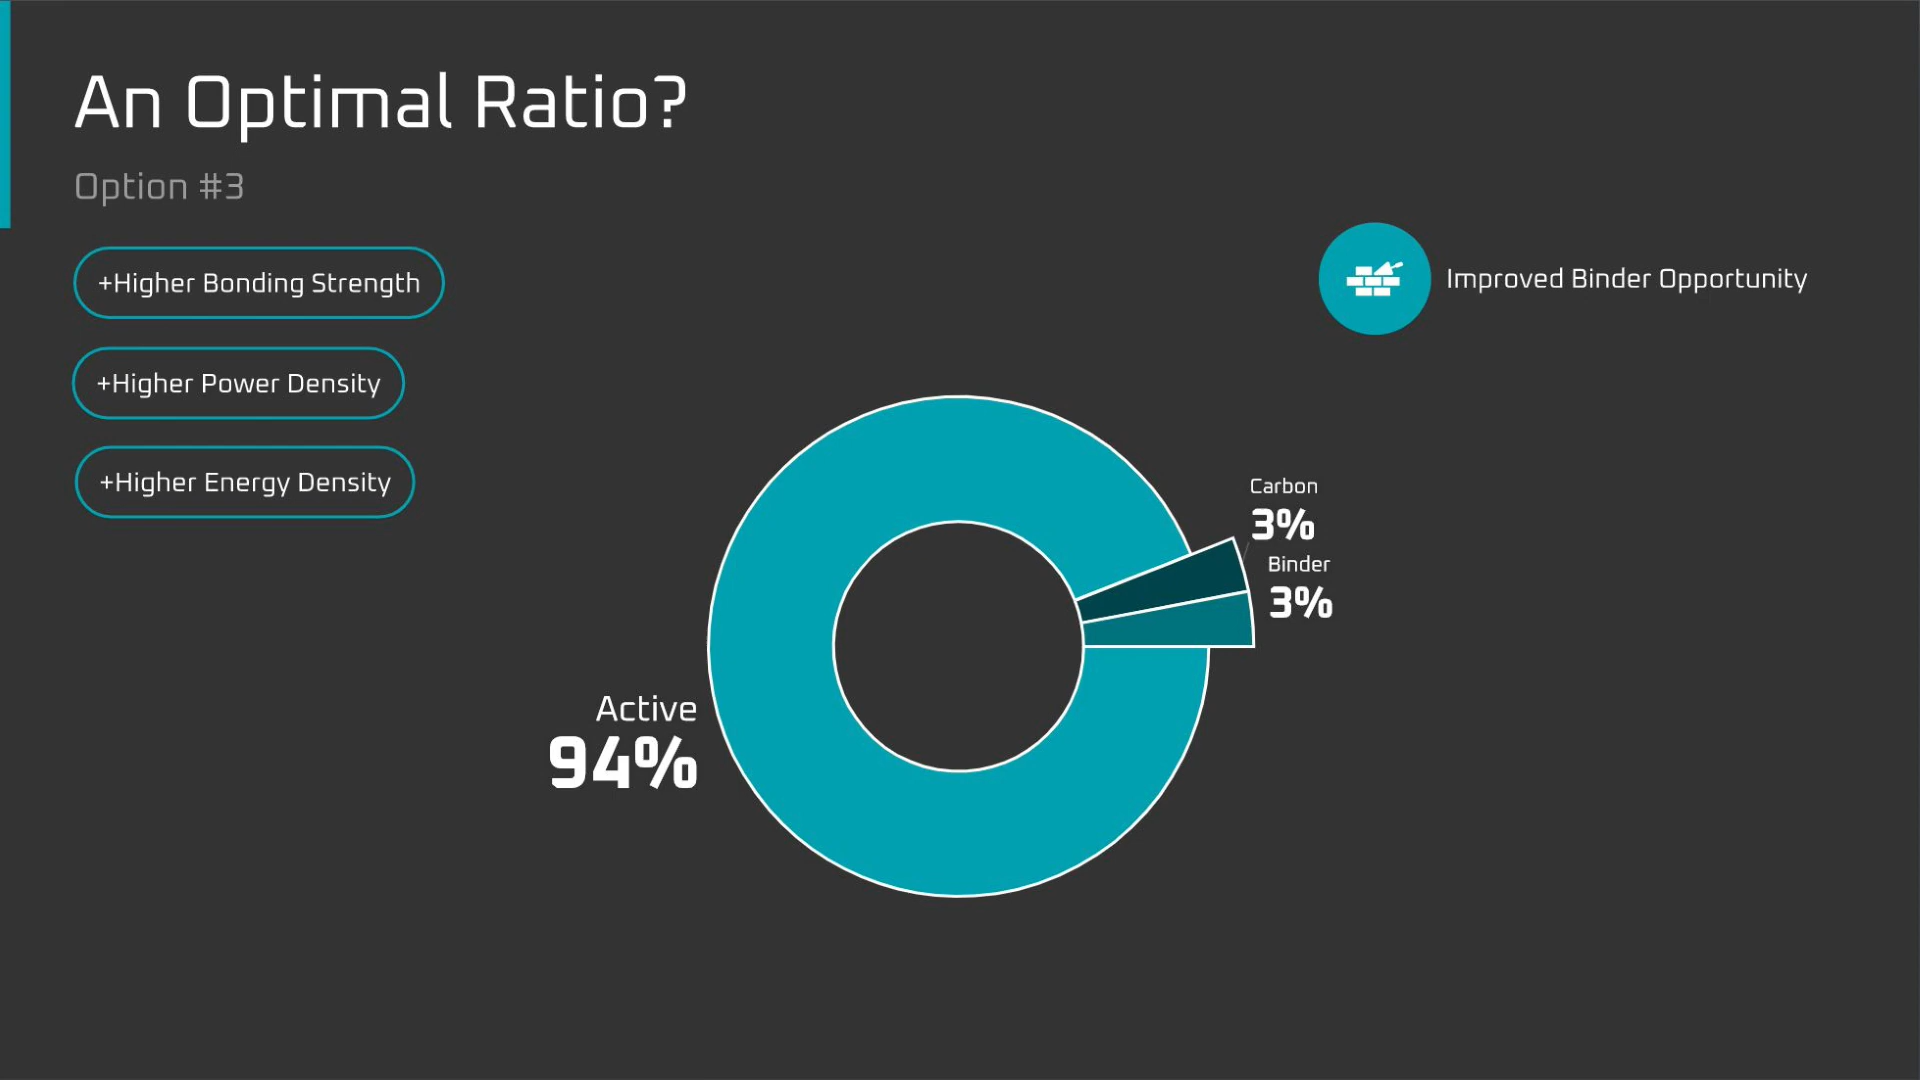 An Optimal Ratio?
Option #3
+Higher Bonding Strength
+Higher Power Density
+Higher Energy Density
Improved Binder Opportunity
Carbon
3%
Binder
3%
Active
94%